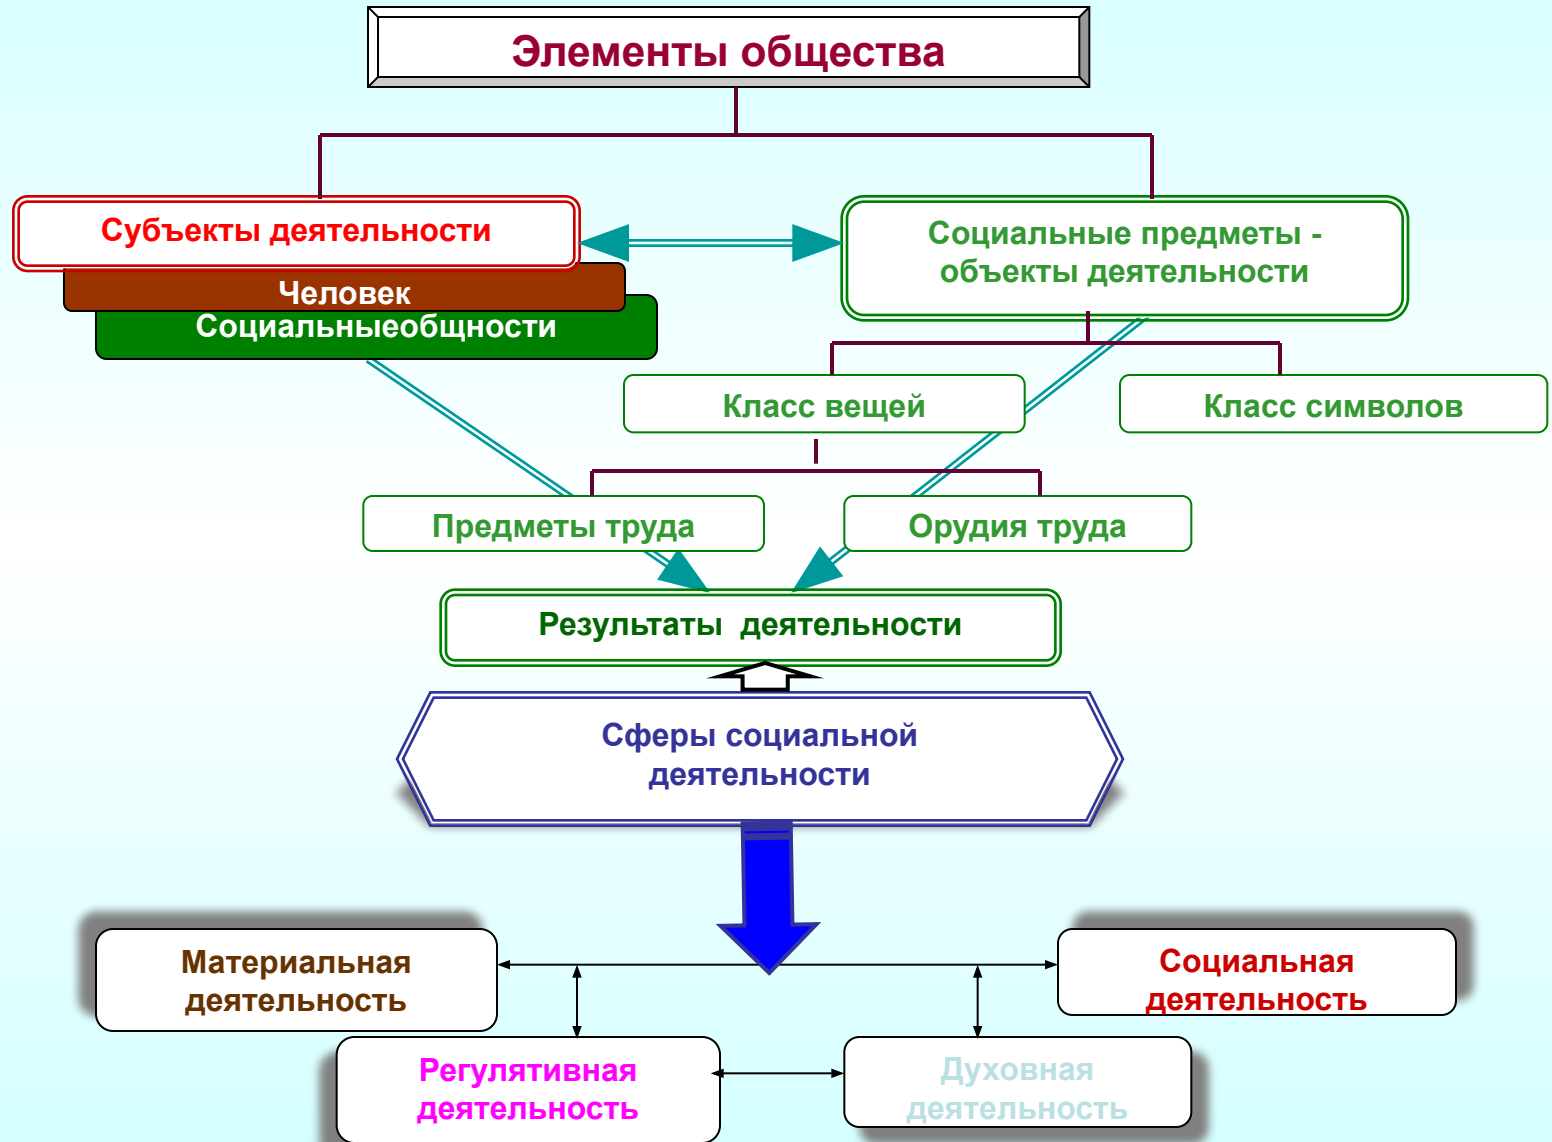 Элементы общества
Субъекты деятельности
Человек
Социальныеобщности
Социальные предметы -
объекты деятельности
Класс вещей
Класс символов
Предметы труда
Орудия труда
Результаты деятельности
Сферы социальной
деятельности
Материальная
деятельность
Социальная
деятельность
Регулятивная
деятельность
Духовная
деятельность